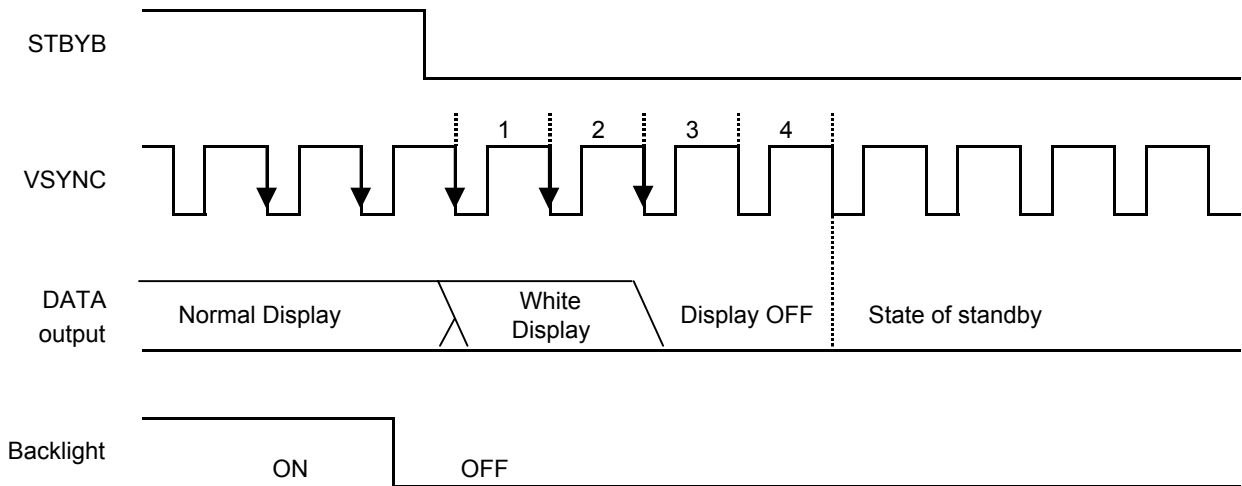 STBYB
1 2 3 4
VSYNC
DATA
output
Normal Display
White
Display
Display OFF
State of standby
Backlight
ON
OFF